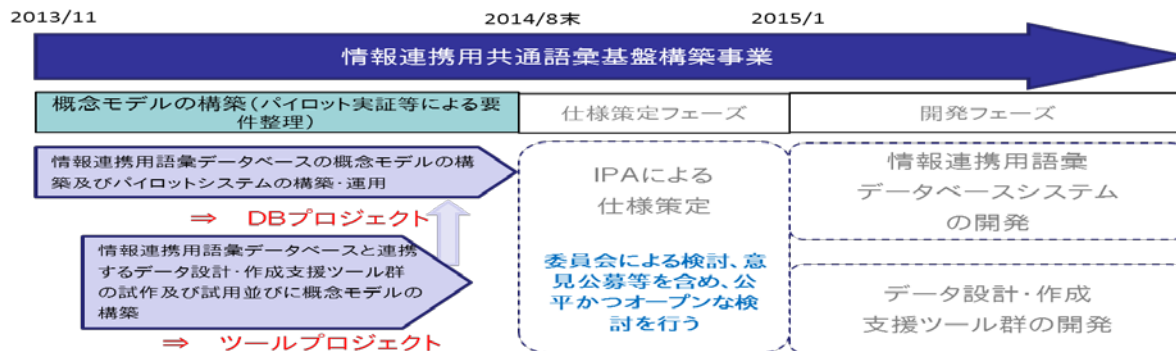 2013/11
2014/8末
2015/1
情報連携用共通語彙基盤構築事業
概念モデルの構築(パイロット実証等による要
件整理)
仕様策定フェーズ
開発フェーズ
情報連携用語彙データベースの概念モデルの構
築及びパイロットシステムの構築・運用
⇒ DBプロジェクト
情報連携用語彙データベースと連携
するデータ設計・作成支援ツール群
の試作及び試用並びに概念モデルの
構築
⇒ ツールプロジェクト
IPAによる
仕様策定
委員会による検討、意
見公募等を含め、公
平かつオープンな検
討を行う
情報連携用語彙
データベースシステム
の開発
データ設計・作成
支援ツール群の開発